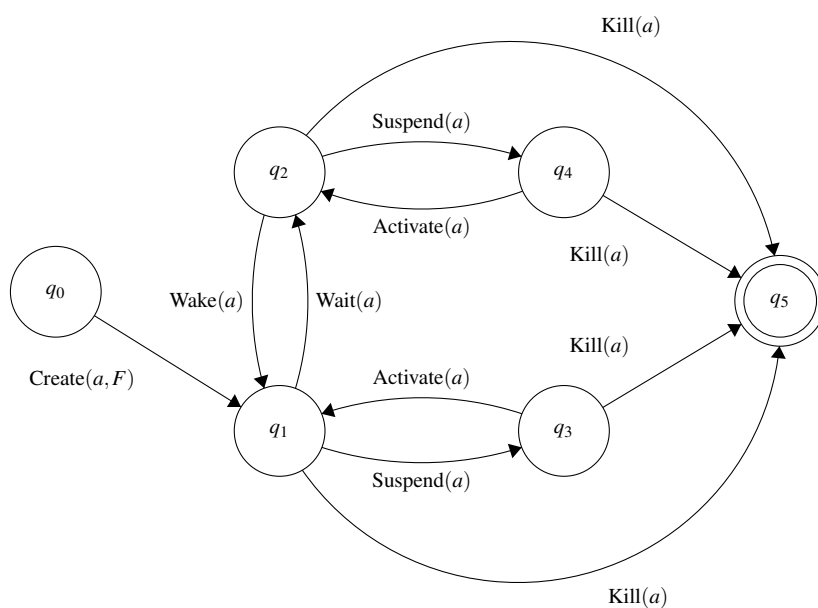 Kill(a)
Suspend(a)
q2
q4
Activate(a)
Kill(a)
q0
Wake(a)
Wait(a)
q5
Kill(a)
Create(a,F)
Activate(a)
q1
q3
Suspend(a)
Kill(a)